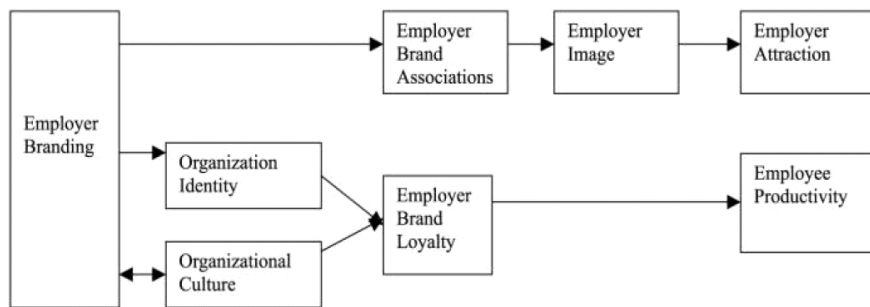 Employer
Branding
Employer
Brand
Associations
Employer
Image
Employer
Attraction
Organization
Identity
Organizational
Culture
Employer
Brand
Loyalty
Employee
Productivity